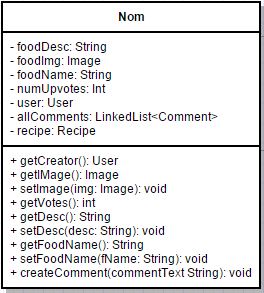 Nom
- foodDesc: String
- foodImg: Image
- foodName: String
- numUpvotes: Int
- user: User
- allComments: LinkedList<Comment>
- recipe: Recipe
+ getCreator(): User
+ getIMage(): Image
+ setImage(img: Image): void
+ getVotes(): int
+ getDesc(): String
+ setDesc(desc: String): void
+ getFoodName(): String
+ setFoodName(fName: String): void
+ createComment(commentText String): void